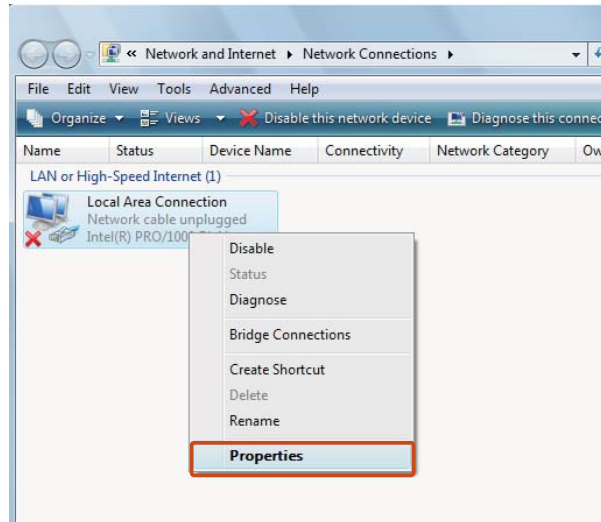 « Network and Internet ▸ Network Connections ▸
File Edit View Tools Advanced Help
Organize Views Disable this network device Diagnose this connec
Name Status Device Name Connectivity Network Category Ow
LAN or High-Speed Internet (1)
Local Area Connection
Network cable unplugged
Intel(R) PRO/100
Disable
Status
Diagnose
Bridge Connections
Create Shortcut
Delete
Rename
Properties